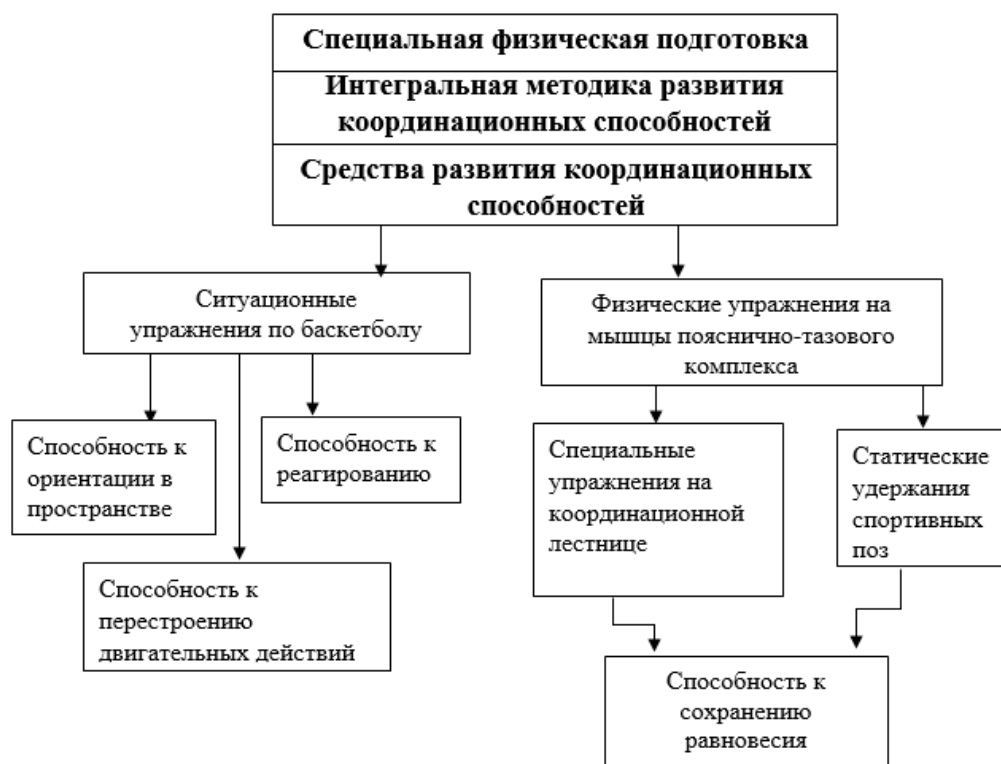 Специальная физическая подготовка
Интегральная методика развития
координационных способностей
Средства развития координационных
способностей
Ситуационные
упражнения по баскетболу
Физические упражнения на
мышцы пояснично-тазового
комплекса
Способность к
ориентации в
пространстве
Способность к
реагированию
Специальные
упражнения на
координационной
лестнице
Статические
удержания
спортивных
поз
Способность к
перестроению
двигательных действий
Способность к
сохранению
равновесия